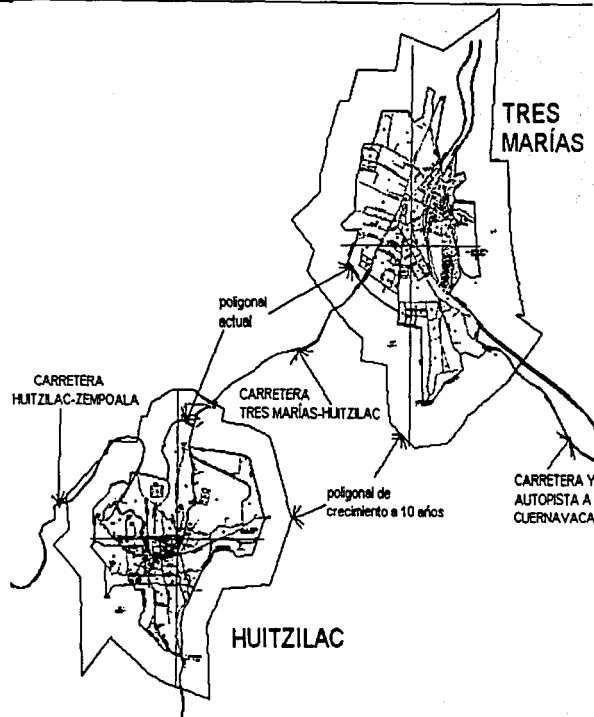 TRES
MARÍAS
poligonal
actual
CARRETERA
HUITZILAC-ZEMPOALA
CARRETERA
TRES MARÍAS-HUITZILAC
poligonal de
crecimiento a 10 años
CARRETERA Y
AUTOPISTA A
CUERNAVACA
HUITZILAC